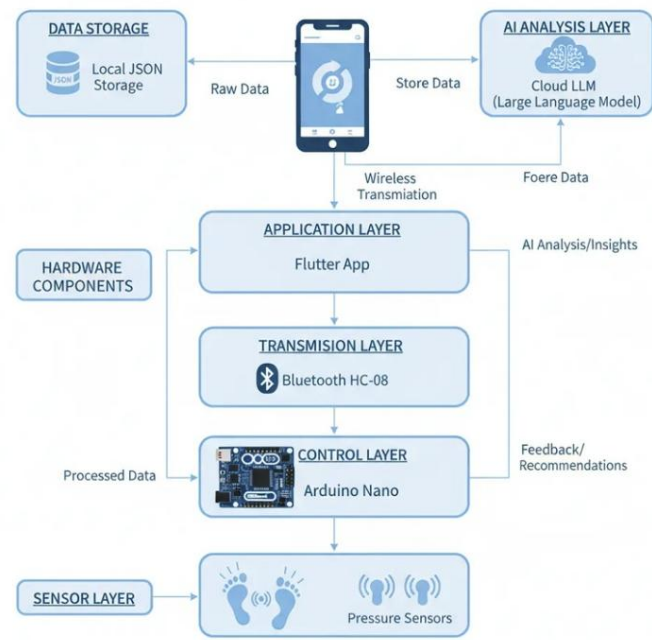 DATA STORAGE
JSON
Local JSON
Storage
Raw Data
Store Data
AI ANALYSIS LAYER
Cloud LLM
(Large Language Model)
Wireless
Transmiation
Foere Data
APPLICATION LAYER
Flutter App
AI Analysis/Insights
HARDWARE
COMPONENTS
TRANSMISION LAYER
Bluetooth HC-08
CONTROL LAYER
Arduino Nano
Processed Data
Feedback/
Recommendations
SENSOR LAYER
Pressure Sensors